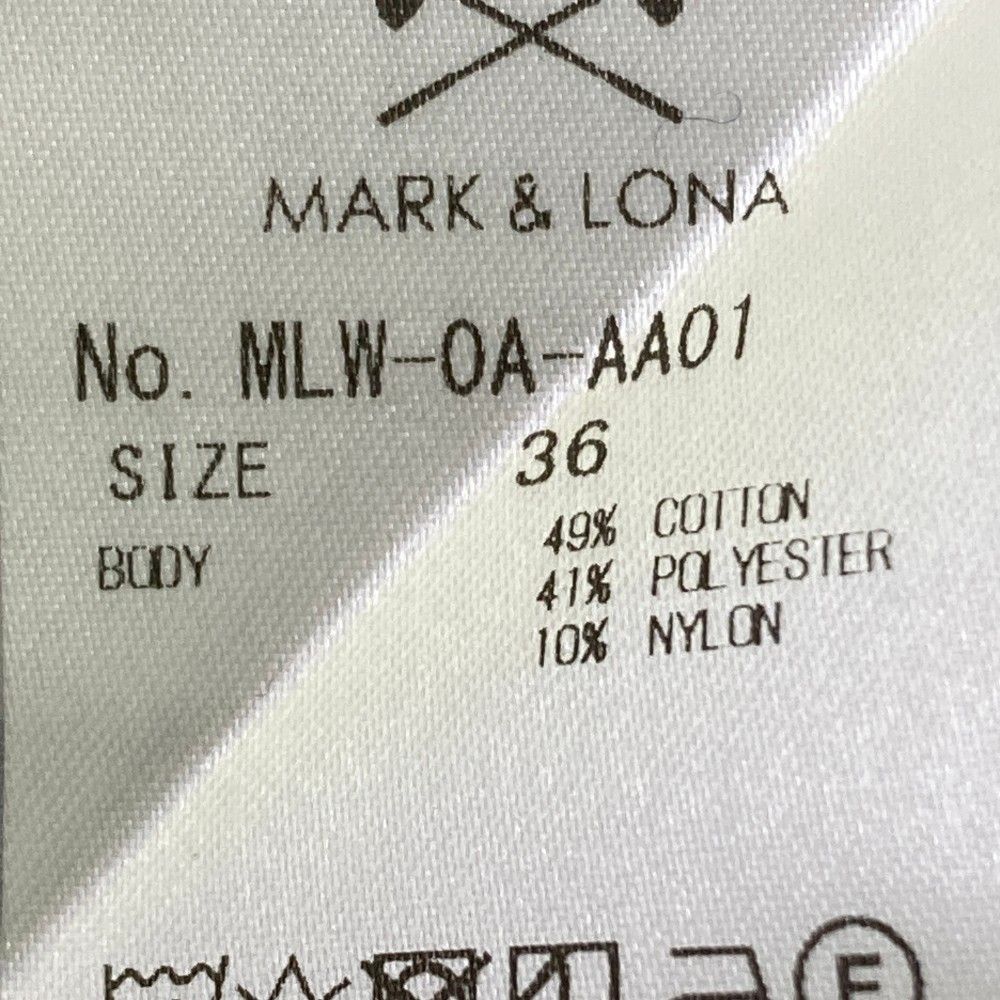 MARK & LONA
No. MLW-0A-AA01
SIZE 36
BODY 49% COTTON
41% POLYESTER
10% NYLON
F